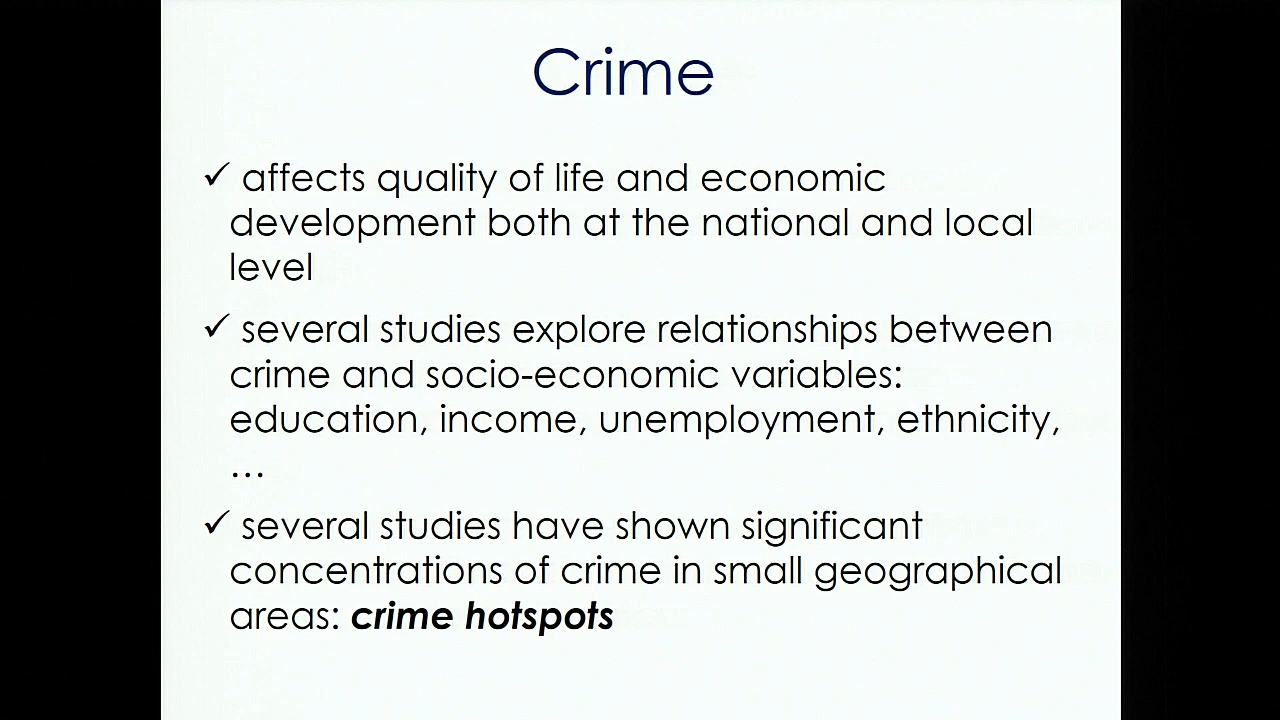 Crime
✓ affects quality of life and economic
development both at the national and local
level
✓ several studies explore relationships between
crime and socio-economic variables:
education, income, unemployment, ethnicity,
…
✓ several studies have shown significant
concentrations of crime in small geographical
areas: crime hotspots